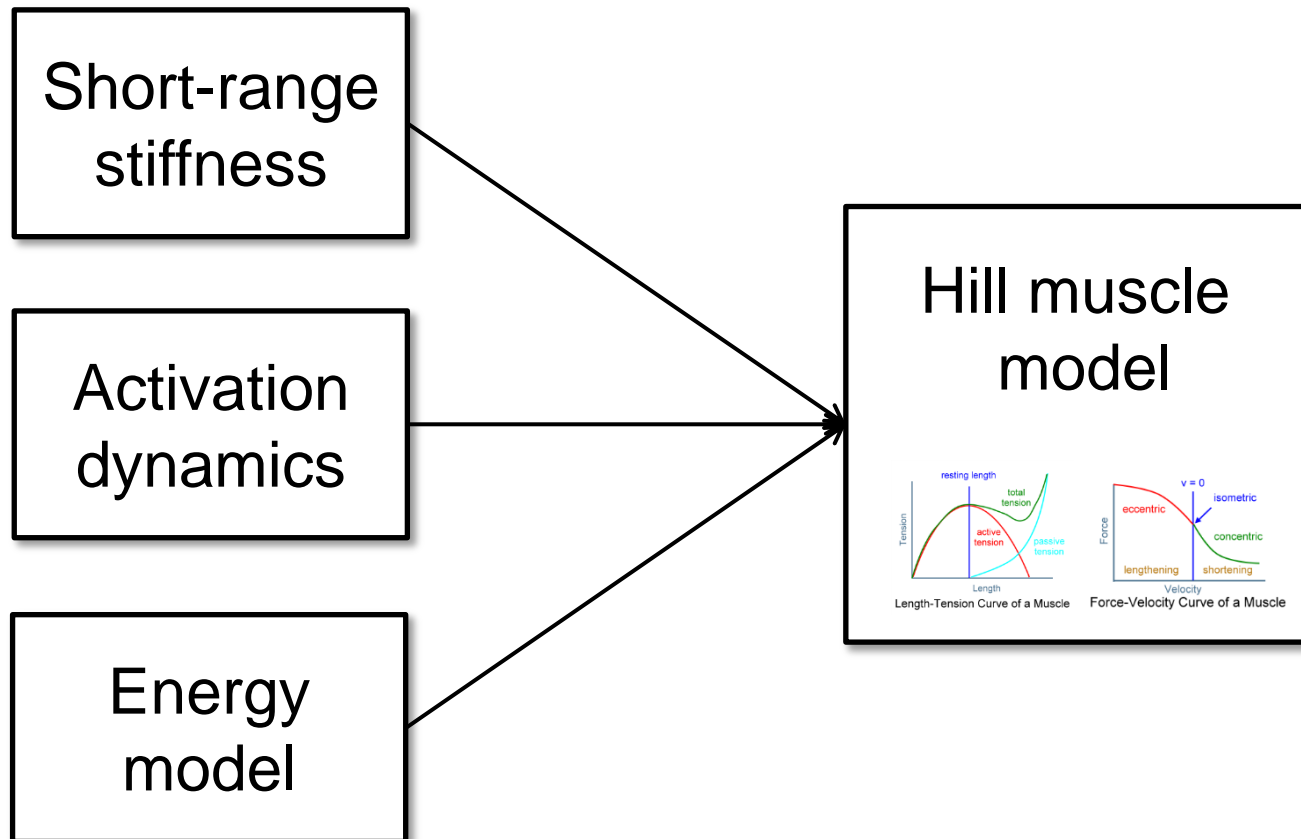 Short-range
stiffness
Activation
dynamics
Energy
model
Hill muscle
model
resting length
total
tension
active
tension
passive
tension
Tension
Length
Length-Tension Curve of a Muscle
v = 0
isometric
eccentric
concentric
lengthening
shortening
Force
Velocity
Force-Velocity Curve of a Muscle